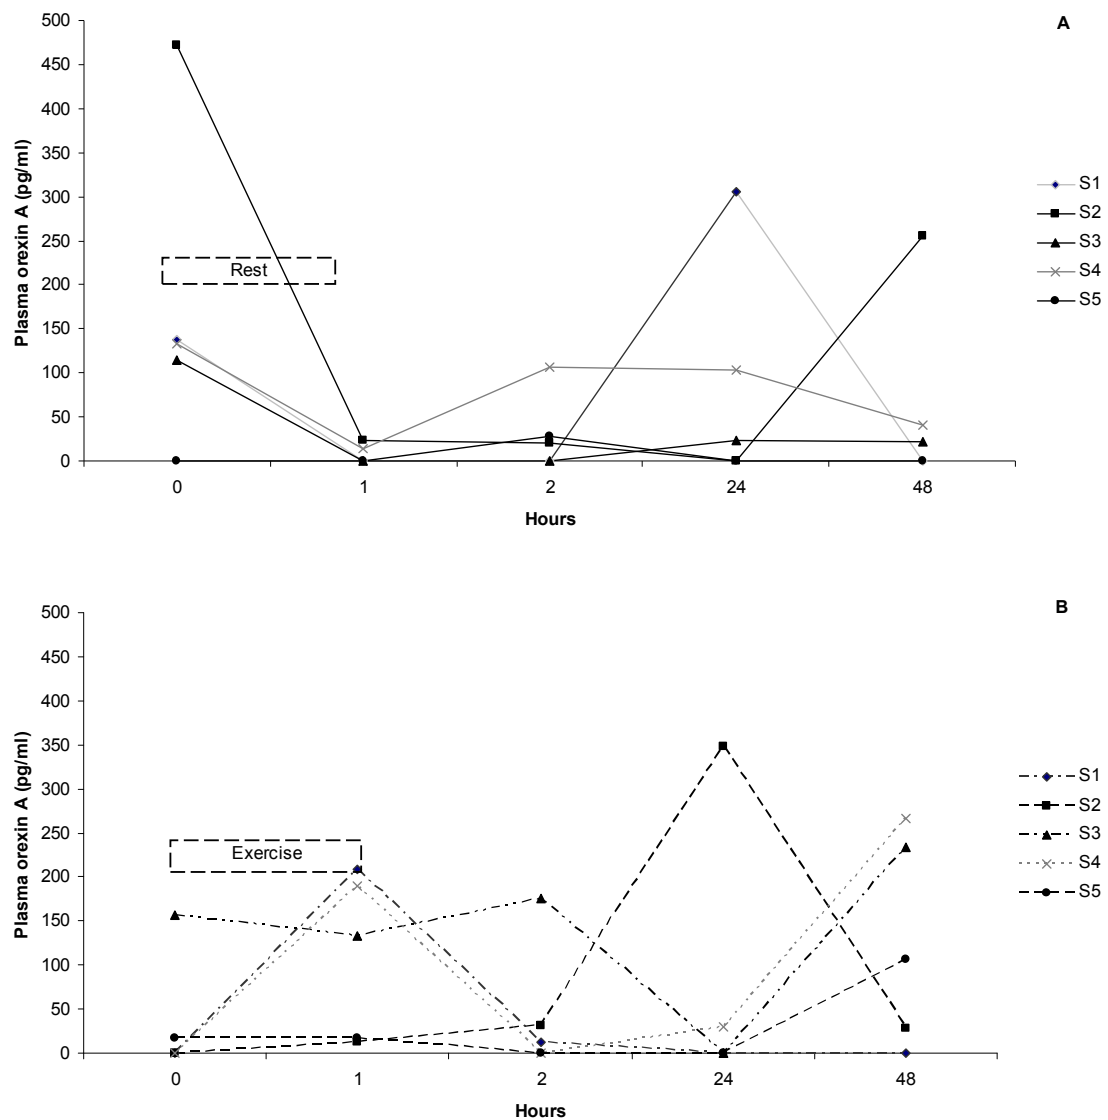 A
500
450
400
350
300
250
200
150
100
50
0
Plasma orexin A (pg/ml)
Rest
0 1 2 24 48
Hours
S1
S2
S3
S4
S5
B
500
450
400
350
300
250
200
150
100
50
0
Plasma orexin A (pg/ml)
Exercise
0 1 2 24 48
Hours
S1
S2
S3
S4
S5